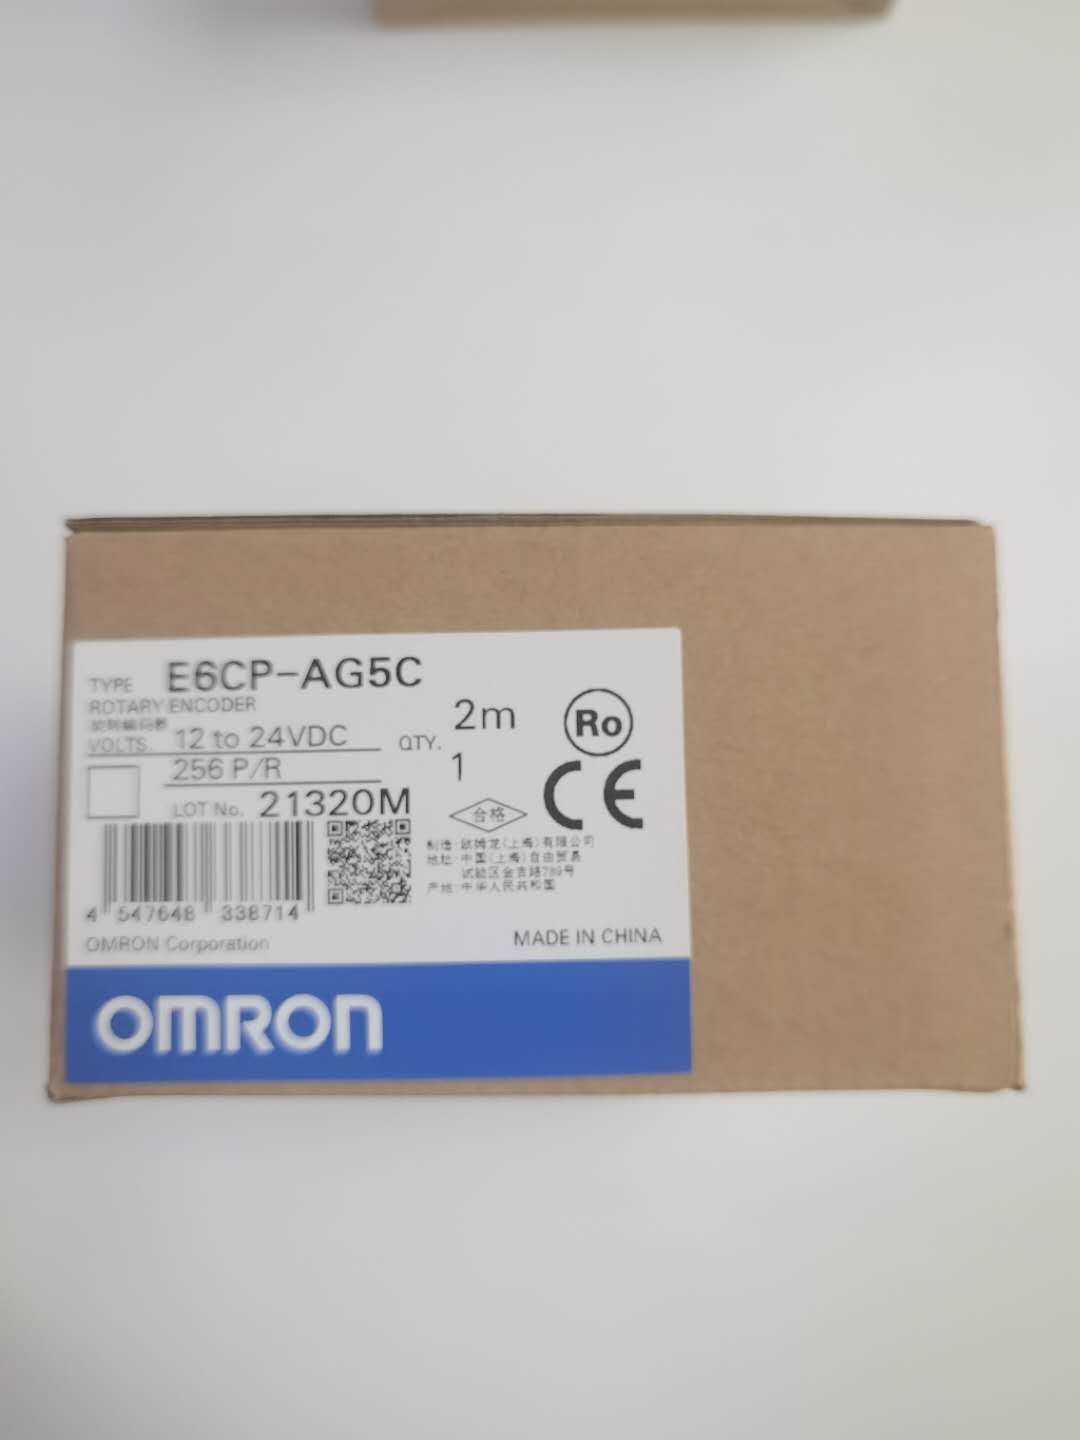 TYPE E6CP-AG5C
ROTARY ENCODER
旋转编码器
2m
VOLTS. 12 to 24VDC
QTY. 1
256 P/R
LOT No. 21320M
Ro
CE
合格
制造: 欧姆龙(上海)有限公司
地址: 中国(上海)自由贸易
试验区金吉路789号
产地: 中华人民共和国
4 547648 338714
OMRON Corporation
MADE IN CHINA
OMRON